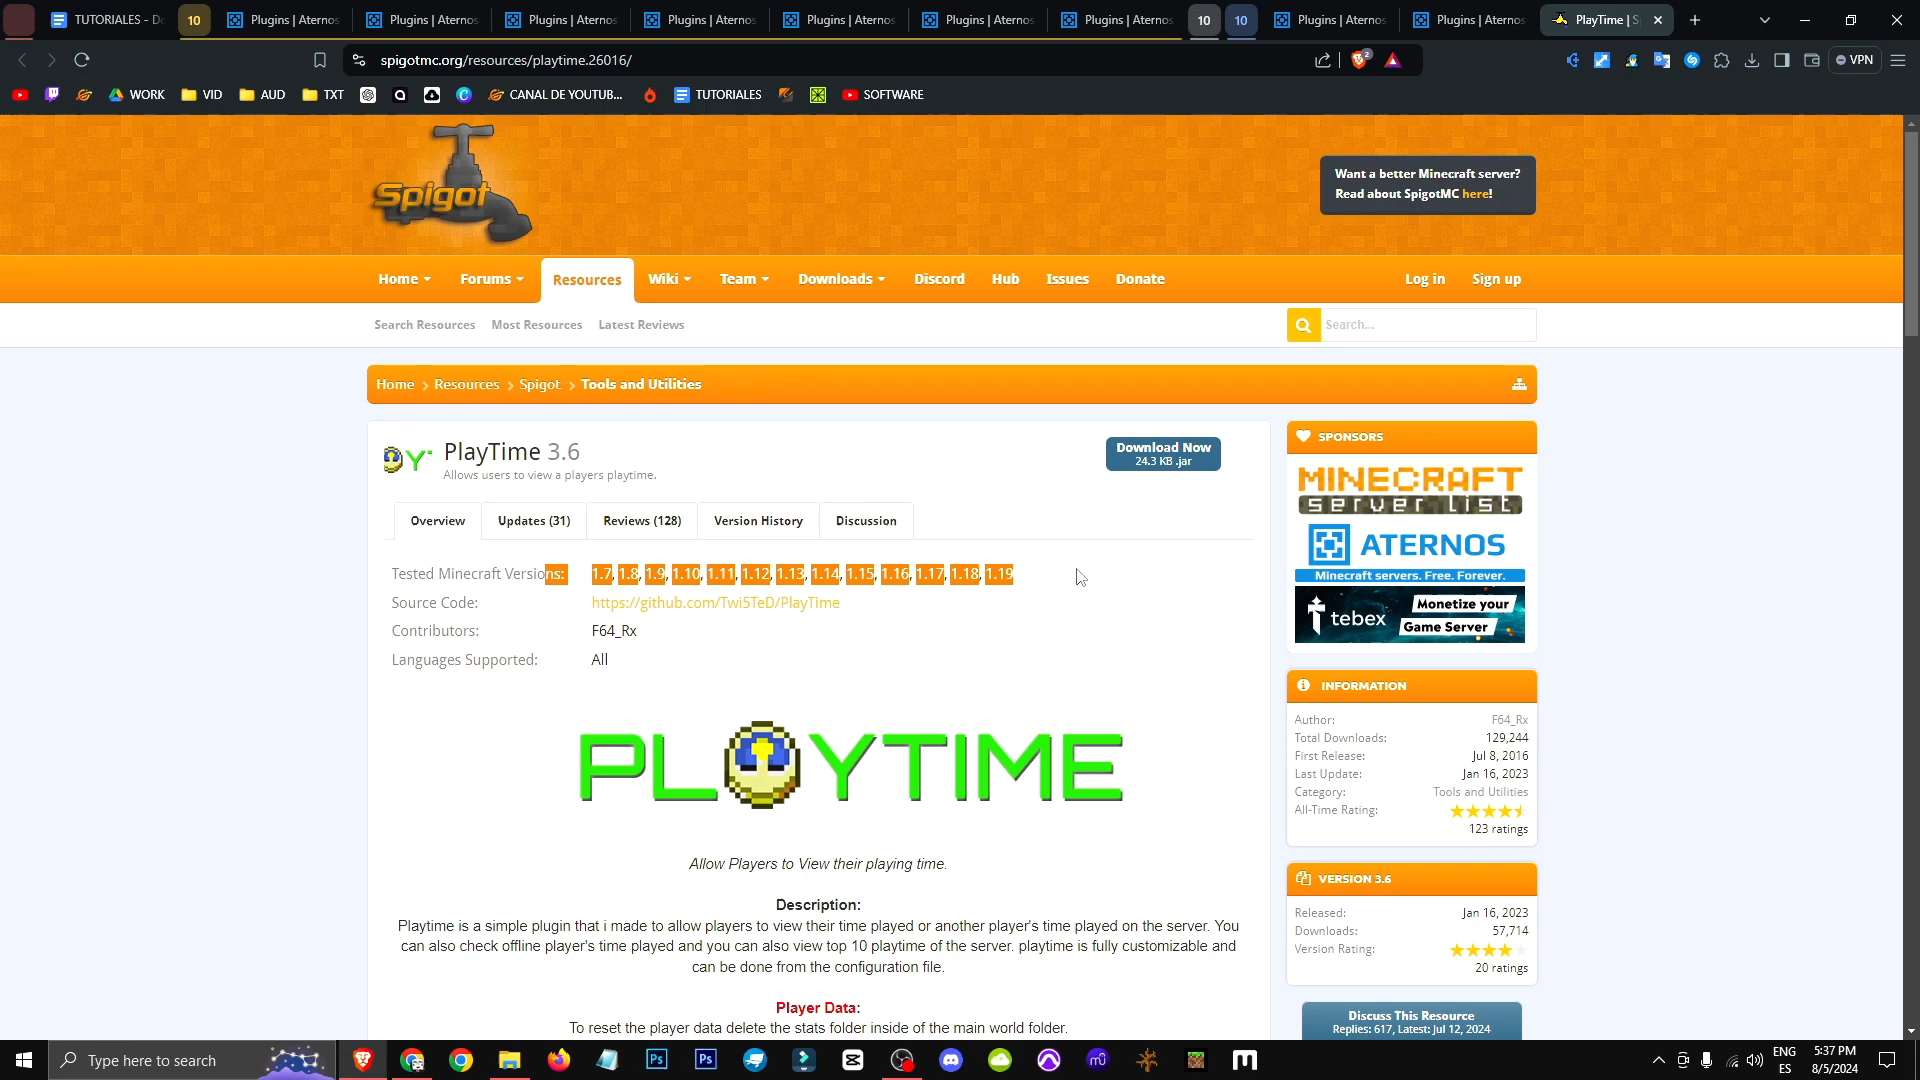 TUTORIALES - Do
10
Plugins | Aternos
Plugins | Aternos
Plugins | Aternos
Plugins | Aternos
Plugins | Aternos
Plugins | Aternos
Plugins | Aternos
10
10
Plugins | Aternos
Plugins | Aternos
PlayTime | S
spigotmc.org/resources/playtime.26016/
2
VPN
WORK
VID
AUD
TXT
CANAL DE YOUTUB...
TUTORIALES
SOFTWARE
Spigot
Want a better Minecraft server?
Read about SpigotMC here!
Home
Forums
Resources
Wiki
Team
Downloads
Discord
Hub
Issues
Donate
Log in
Sign up
Search Resources
Most Resources
Latest Reviews
Search...
Home
Resources
Spigot
Tools and Utilities
PlayTime 3.6
Allows users to view a players playtime.
Download Now
24.3 KB .jar
Overview
Updates (31)
Reviews (128)
Version History
Discussion
Tested Minecraft Versions: 1.7, 1.8, 1.9, 1.10, 1.11, 1.12, 1.13, 1.14, 1.15, 1.16, 1.17, 1.18, 1.19
Source Code: https://github.com/Twi5TeD/PlayTime
Contributors: F64_Rx
Languages Supported: All
PLAYTIME
Allow Players to View their playing time.
Description:
Playtime is a simple plugin that i made to allow players to view their time played or another player's time played on the server. You
can also check offline player's time played and you can also view top 10 playtime of the server. playtime is fully customizable and
can be done from the configuration file.
Player Data:
To reset the player data delete the stats folder inside of the main world folder.
SPONSORS
MINECRAFT
server list
ATERNOS
Minecraft servers. Free. Forever.
tebex
Monetize your
Game Server
INFORMATION
Author: F64_Rx
Total Downloads: 129,244
First Release: Jul 8, 2016
Last Update: Jan 16, 2023
Category: Tools and Utilities
All-Time Rating:
123 ratings
VERSION 3.6
Released: Jan 16, 2023
Downloads: 57,714
Version Rating:
20 ratings
Discuss This Resource
Replies: 617, Latest: Jul 12, 2024
Type here to search
Ps
Ps
ENG
ES
5:37 PM
8/5/2024